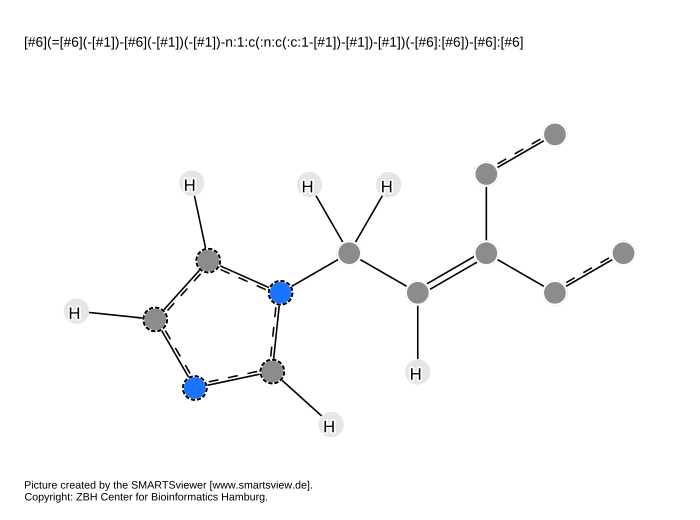 [#6](=[#6](-[#1])-[#6](-[#1])(-[#1])-n:1:c(:n:c(:c:1-[#1])-[#1])-[#1])(-[#6]:[#6])-[#6]:[#6]
H
H
H
H
H
H
H
Picture created by the SMARTSviewer [www.smartsview.de].
Copyright: ZBH Center for Bioinformatics Hamburg.